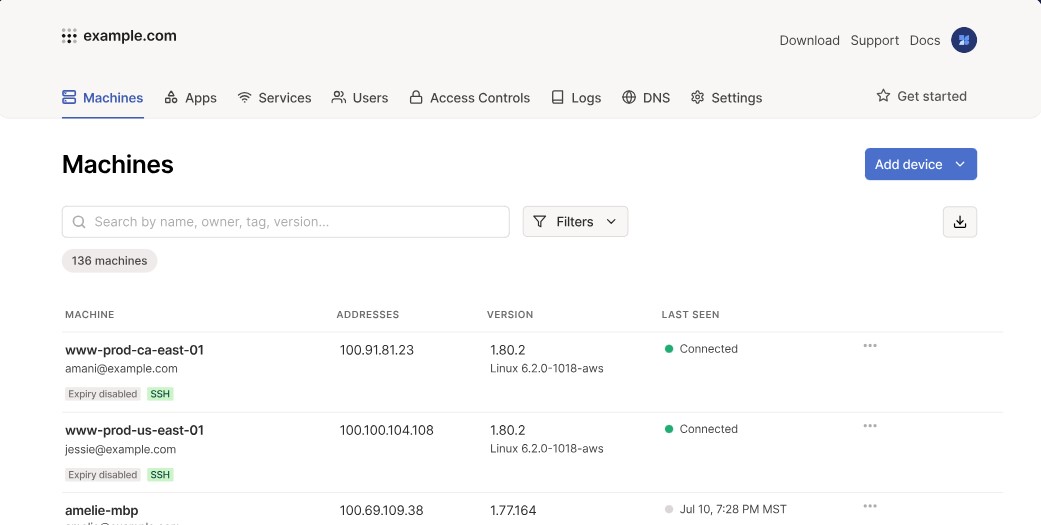 example.com
Download Support Docs
Machines Apps Services Users Access Controls Logs DNS Settings Get started
Machines
Add device
Search by name, owner, tag, version...
Filters
136 machines
MACHINE ADDRESSES VERSION LAST SEEN
www-prod-ca-east-01 100.91.81.23 1.80.2 Connected
amani@example.com Linux 6.2.0-1018-aws
Expiry disabled SSH
www-prod-us-east-01 100.100.104.108 1.80.2 Connected
jessie@example.com Linux 6.2.0-1018-aws
Expiry disabled SSH
amelie-mbp 100.69.109.38 1.77.164 Jul 10, 7:28 PM MST